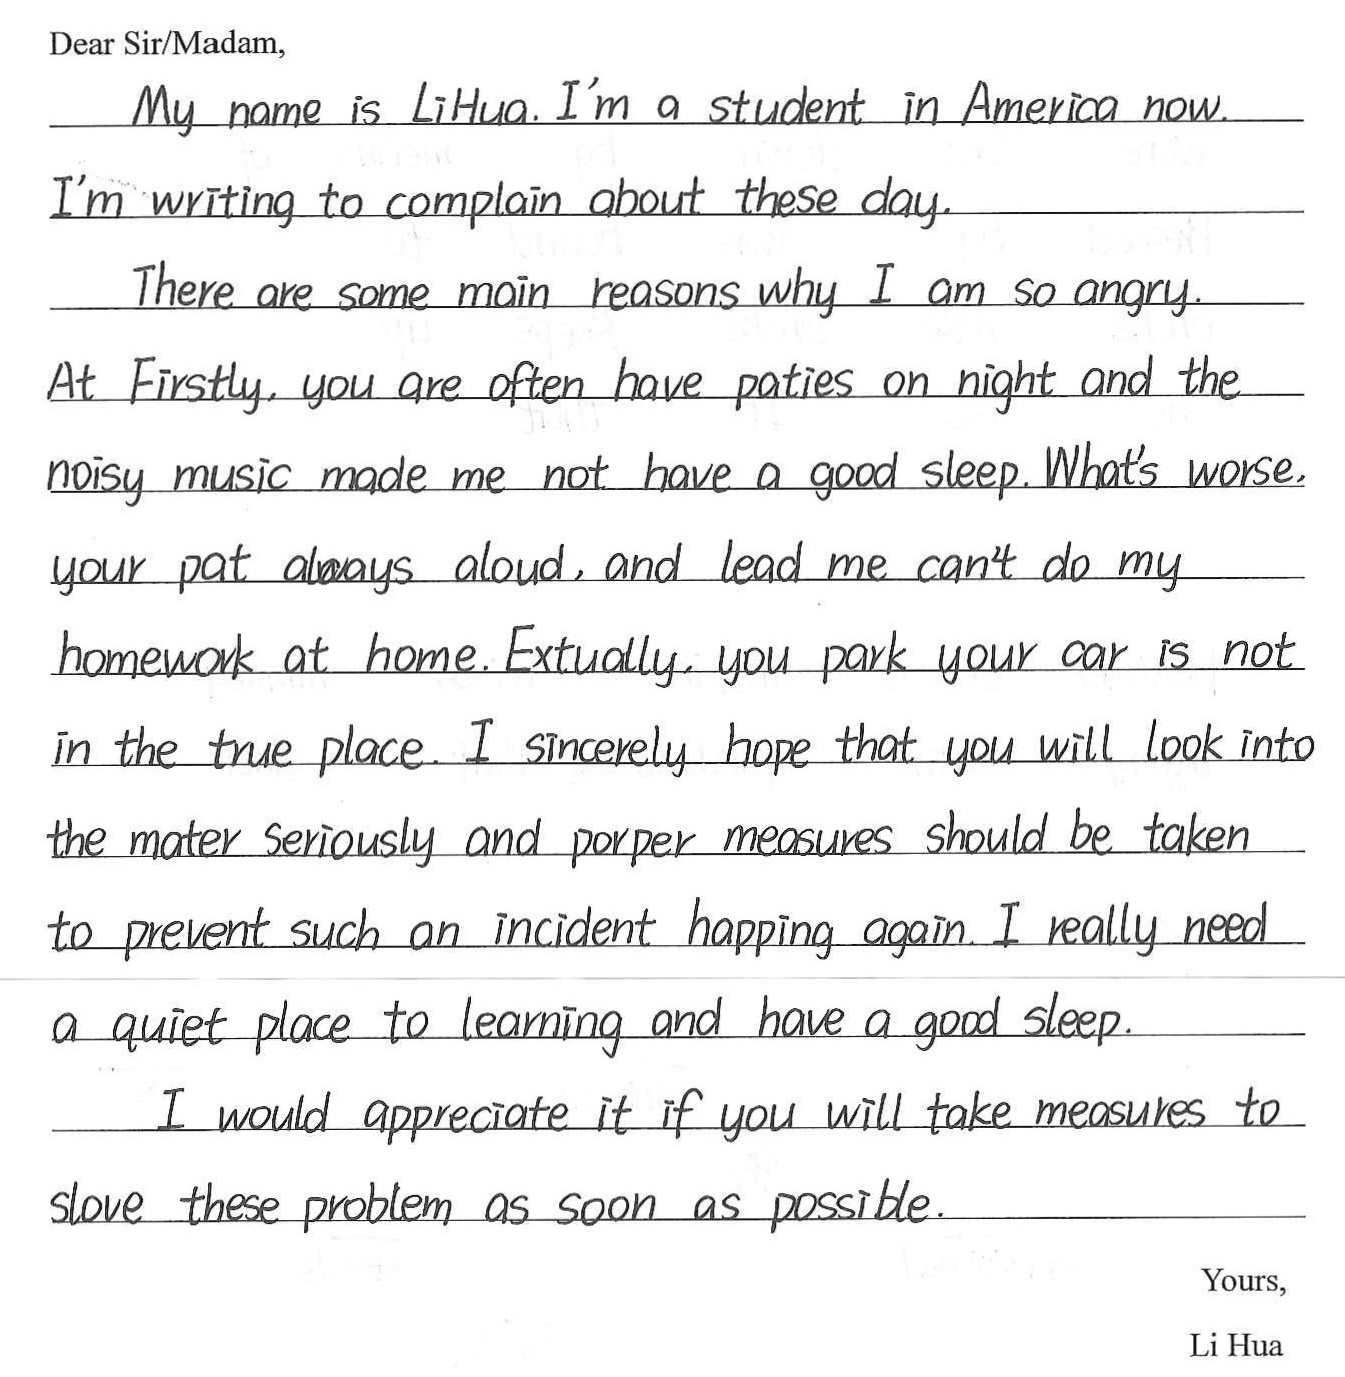 Dear Sir/Madam,
My name is LiHua. I'm a student in America now.
I'm writing to complain about these day.
There are some main reasons why I am so angry.
At Firstly, you are often have paties on night and the
noisy music made me not have a good sleep. What's worse,
your pat always aloud, and lead me can't do my
homework at home. Extually, you park your car is not
in the true place. I sincerely hope that you will look into
the mater seriously and porper measures should be taken
to prevent such an incident happing again. I really need
a quiet place to learning and have a good sleep.
I would appreciate it if you will take measures to
slove these problem as soon as possible.
Yours,
Li Hua